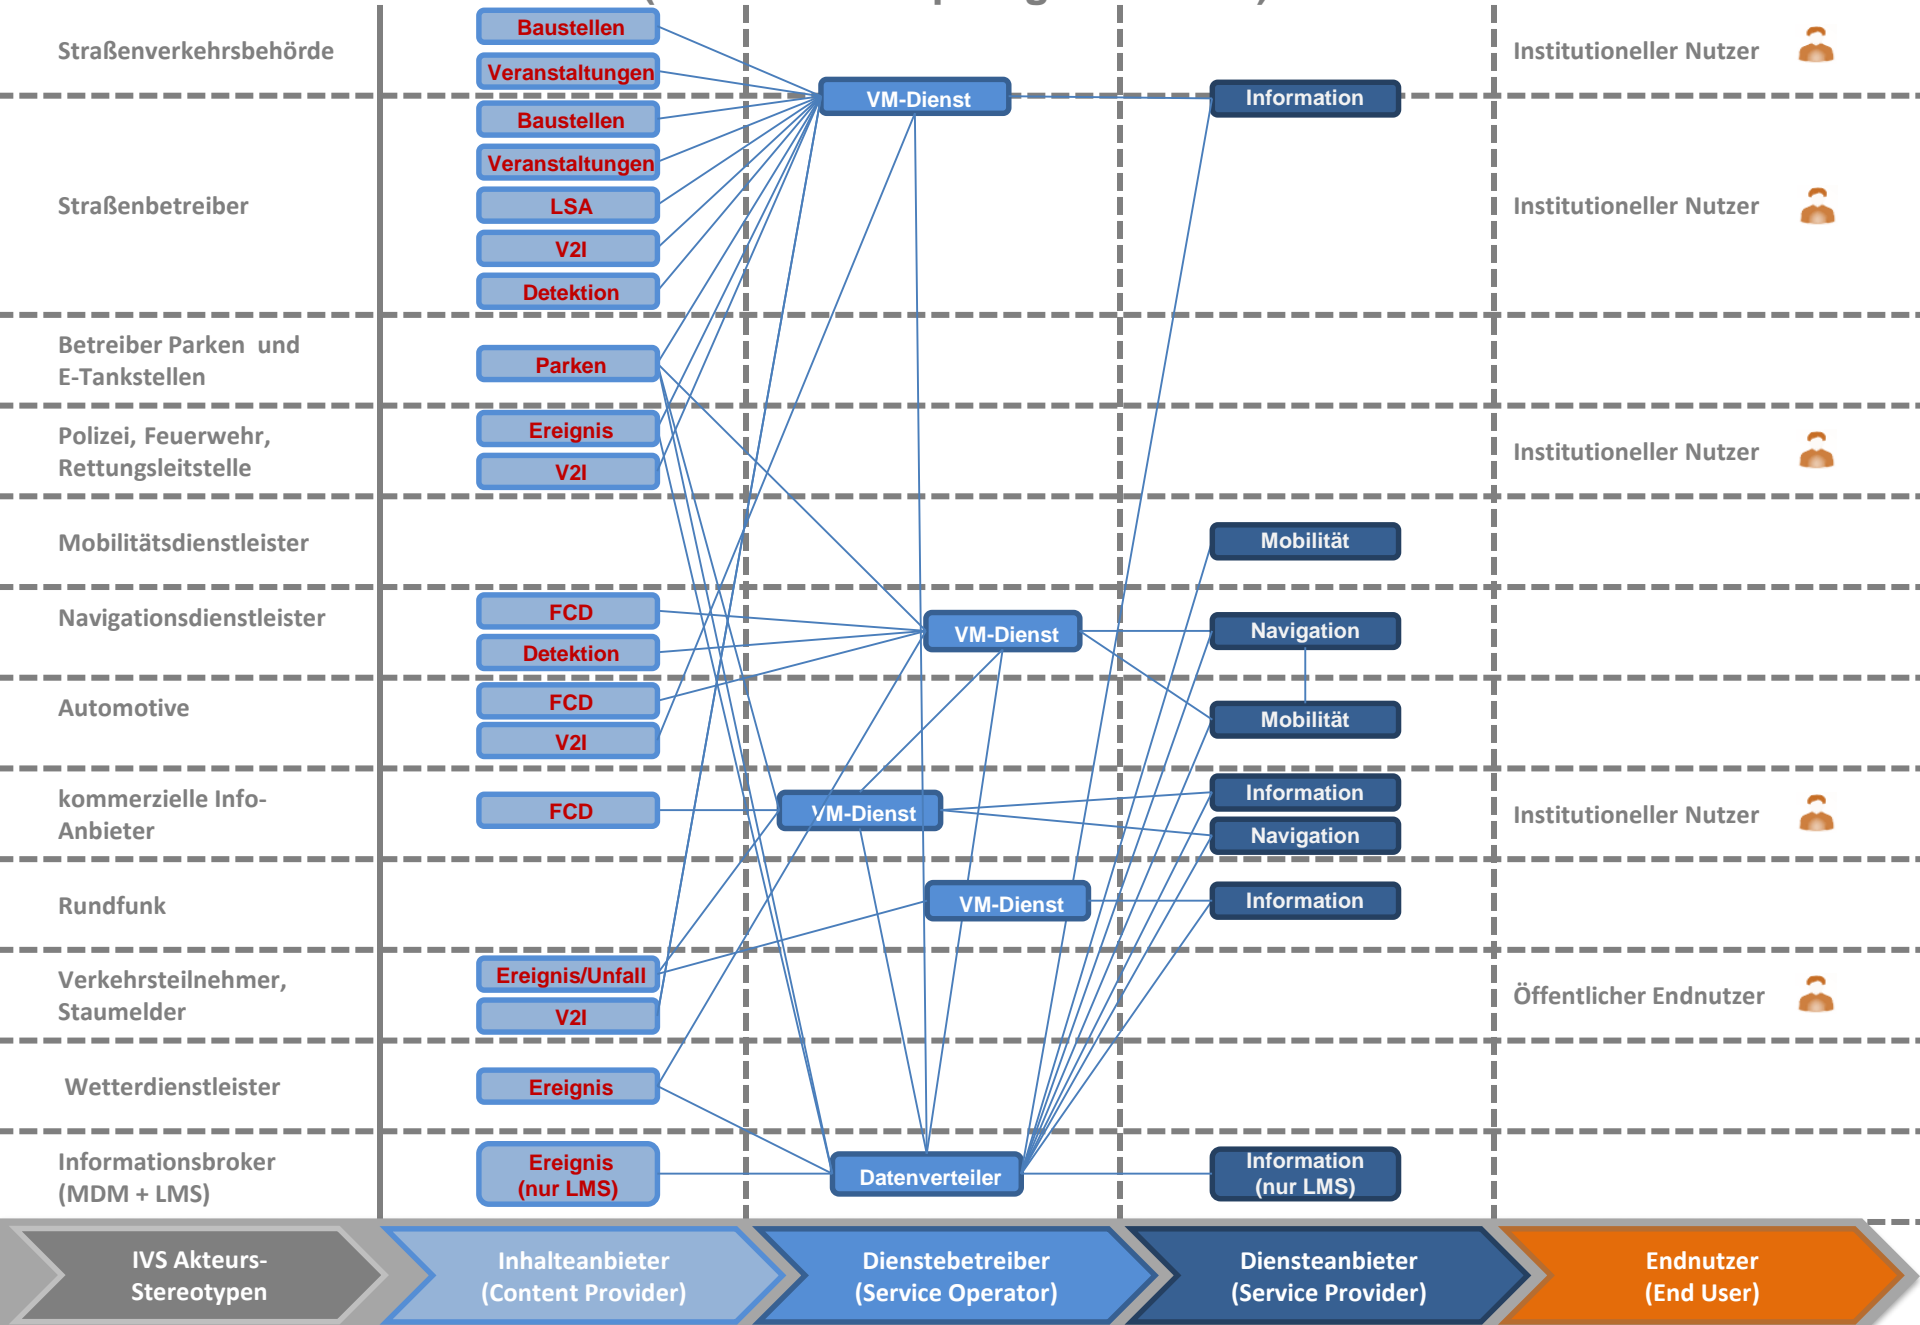 Straßenverkehrsbehörde
Baustellen
Veranstaltungen
Institutioneller Nutzer
VM-Dienst
Information
Straßenbetreiber
Baustellen
Veranstaltungen
LSA
V2I
Detektion
Institutioneller Nutzer
Betreiber Parken und
E-Tankstellen
Parken
Polizei, Feuerwehr,
Rettungsleitstelle
Ereignis
V2I
Institutioneller Nutzer
Mobilitätsdienstleister
Mobilität
Navigationsdienstleister
FCD
Detektion
VM-Dienst
Navigation
Automotive
FCD
V2I
Mobilität
kommerzielle Info-
Anbieter
FCD
VM-Dienst
Information
Navigation
Institutioneller Nutzer
Rundfunk
VM-Dienst
Information
Verkehrsteilnehmer,
Staumelder
Ereignis/Unfall
V2I
Öffentlicher Endnutzer
Wetterdienstleister
Ereignis
Informationsbroker
(MDM + LMS)
Ereignis
(nur LMS)
Datenverteiler
Information
(nur LMS)
IVS Akteurs-
Stereotypen
Inhalteanbieter
(Content Provider)
Dienstebetreiber
(Service Operator)
Diensteanbieter
(Service Provider)
Endnutzer
(End User)